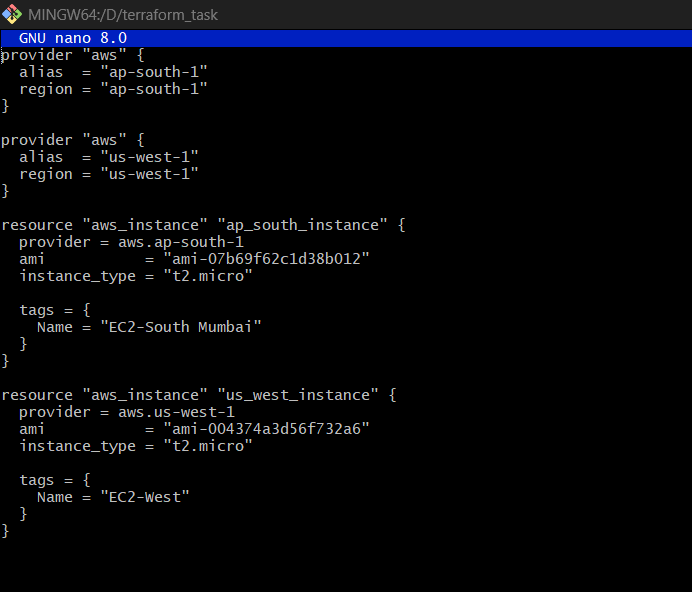 MINGW64:/D/terraform_task
GNU nano 8.0
provider "aws" {
  alias  = "ap-south-1"
  region = "ap-south-1"
}

provider "aws" {
  alias  = "us-west-1"
  region = "us-west-1"
}

resource "aws_instance" "ap_south_instance" {
  provider = aws.ap-south-1
  ami           = "ami-07b69f62c1d38b012"
  instance_type = "t2.micro"

  tags = {
    Name = "EC2-South Mumbai"
  }
}

resource "aws_instance" "us_west_instance" {
  provider = aws.us-west-1
  ami           = "ami-004374a3d56f732a6"
  instance_type = "t2.micro"

  tags = {
    Name = "EC2-West"
  }
}